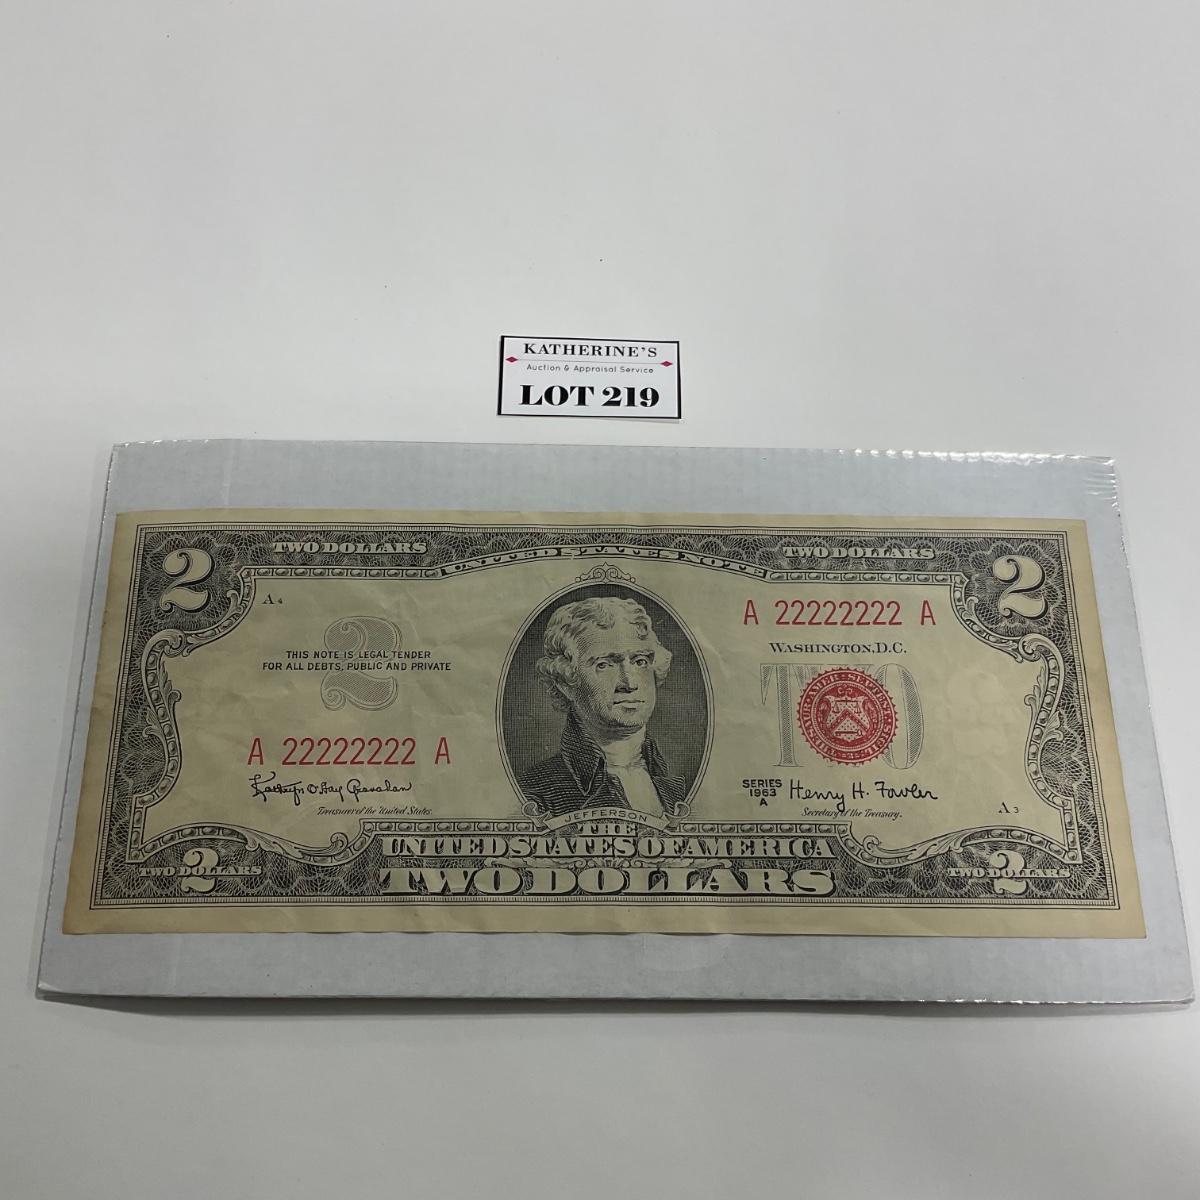 KATHERINE'S
Auction & Appraisal Service
LOT 219
2 TWO DOLLARS UNITED STATES NOTE TWO DOLLARS 2
A 4
A 22222222 A
2
THIS NOTE IS LEGAL TENDER
FOR ALL DEBTS, PUBLIC AND PRIVATE
WASHINGTON, D.C.
TWO
A 22222222 A
Treasurer of the United States.
SERIES
1963
A
Henry H. Fowler
Secretary of the Treasury.
A 3
JEFFERSON
THE
UNITED STATES OF AMERICA
TWO DOLLARS
TWO DOLLARS
2
TWO DOLLARS
2